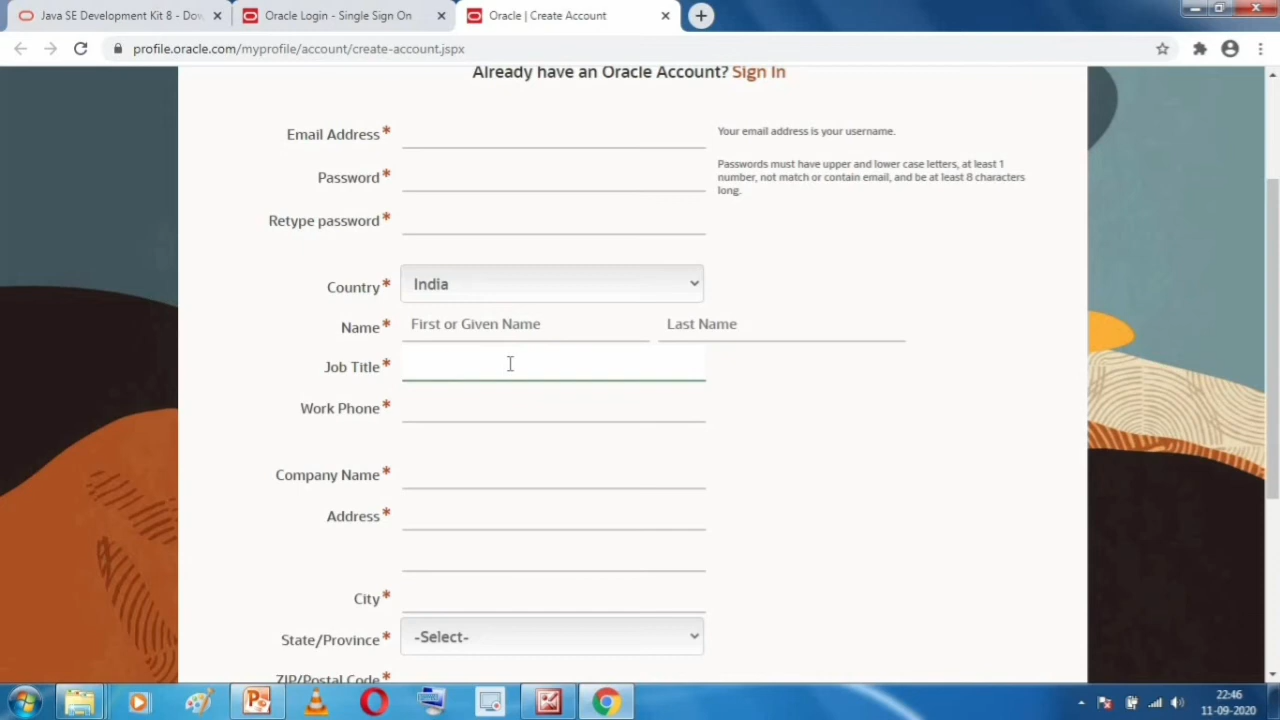 Java SE Development Kit 8 - Dow
Oracle Login - Single Sign On
Oracle | Create Account
profile.oracle.com/myprofile/account/create-account.jspx
Already have an Oracle Account? Sign In
Email Address*
Your email address is your username.
Password*
Passwords must have upper and lower case letters, at least 1
number, not match or contain email, and be at least 8 characters
long.
Retype password*
Country* India
Name* First or Given Name Last Name
Job Title*
Work Phone*
Company Name*
Address*
City*
State/Province* -Select-
ZIP/Postal Code*
22:46
11-09-2020